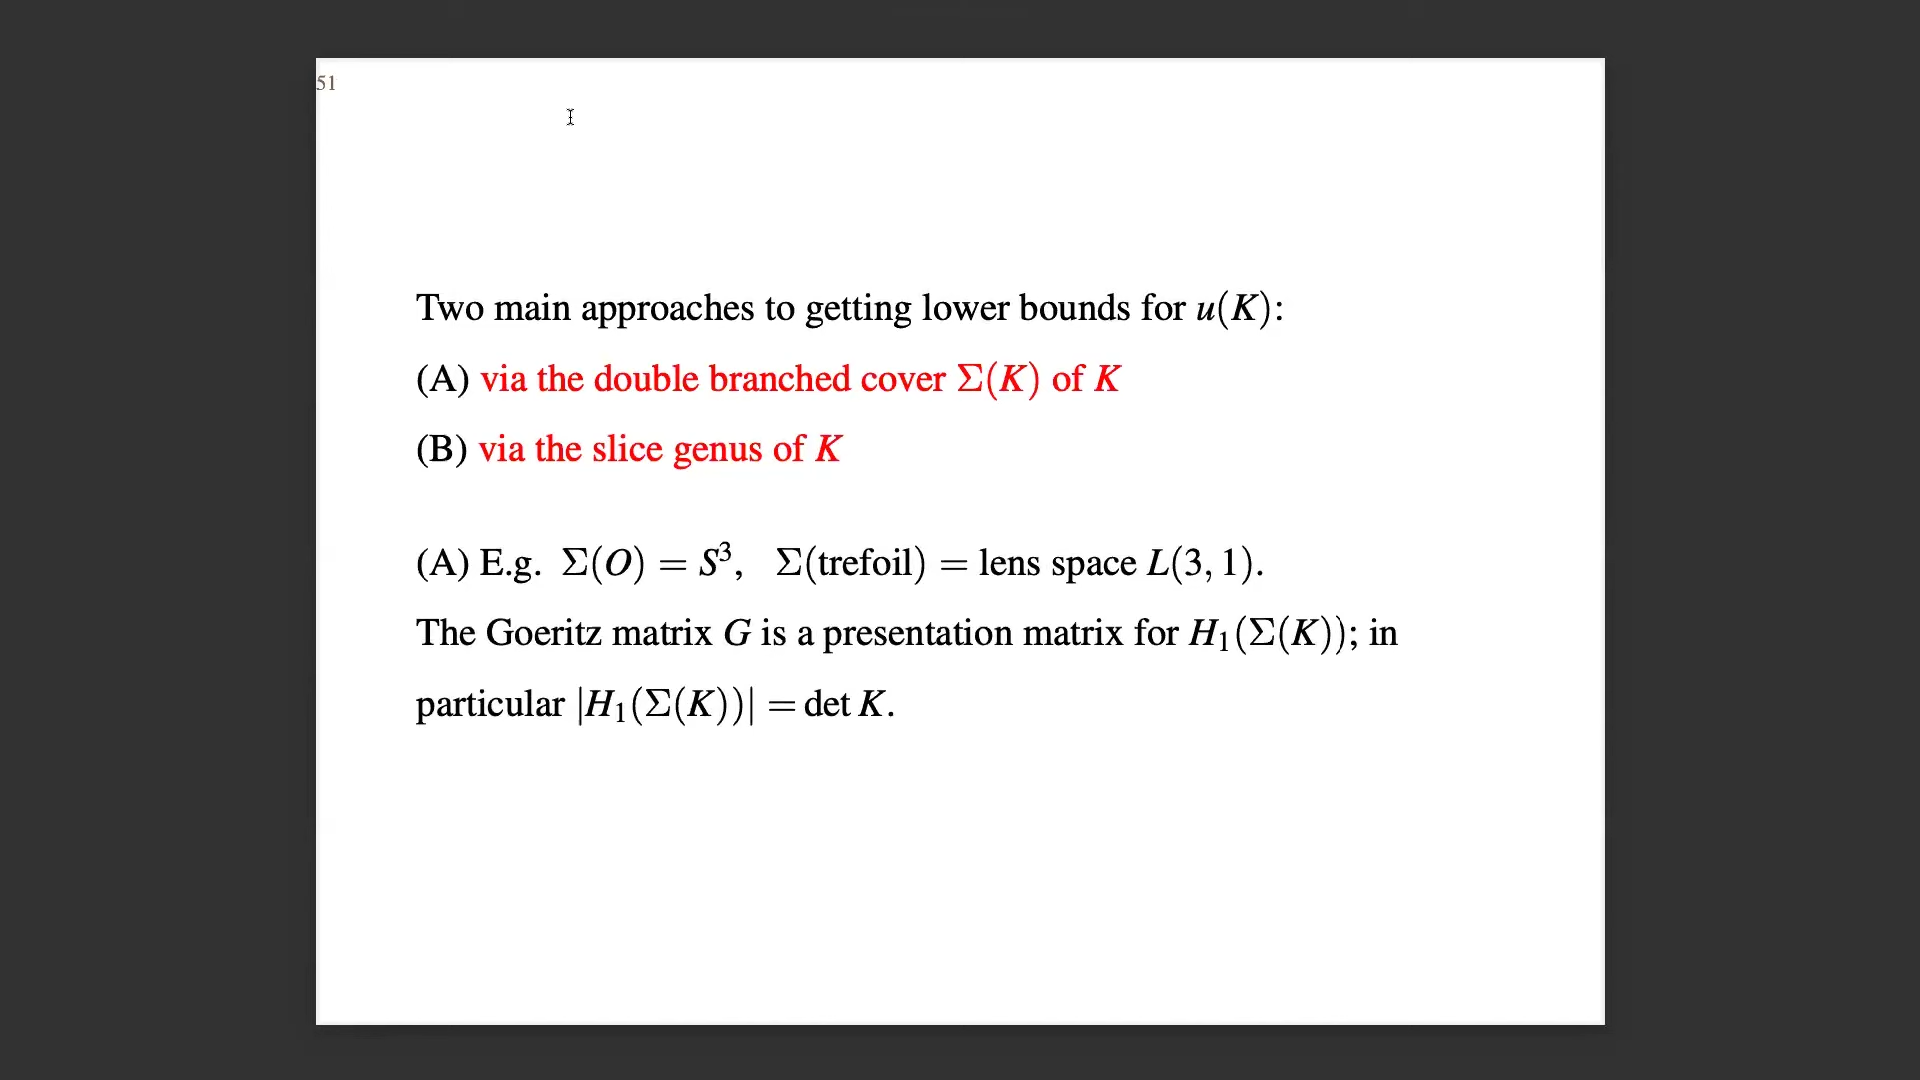 51
Two main approaches to getting lower bounds for u(K):
(A) via the double branched cover Σ(K) of K
(B) via the slice genus of K
(A) E.g. Σ(O) = S³, Σ(trefoil) = lens space L(3, 1).
The Goeritz matrix G is a presentation matrix for H₁(Σ(K)); in
particular |H₁(Σ(K))| = det K.